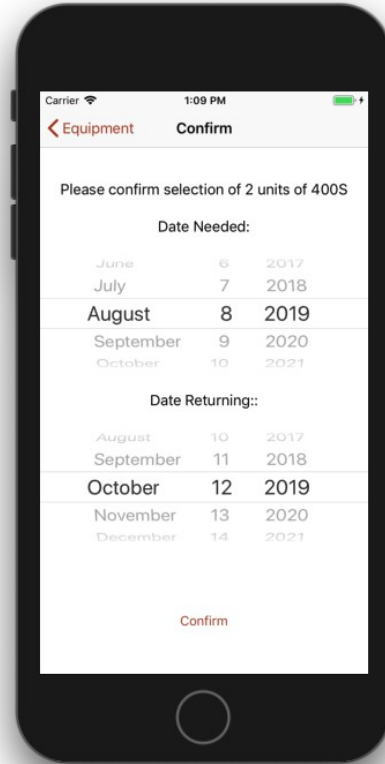 Carrier 1:09 PM
Equipment Confirm
Please confirm selection of 2 units of 400S
Date Needed:
June 6 2017
July 7 2018
August 8 2019
September 9 2020
October 10 2021
Date Returning::
August 10 2017
September 11 2018
October 12 2019
November 13 2020
December 14 2021
Confirm